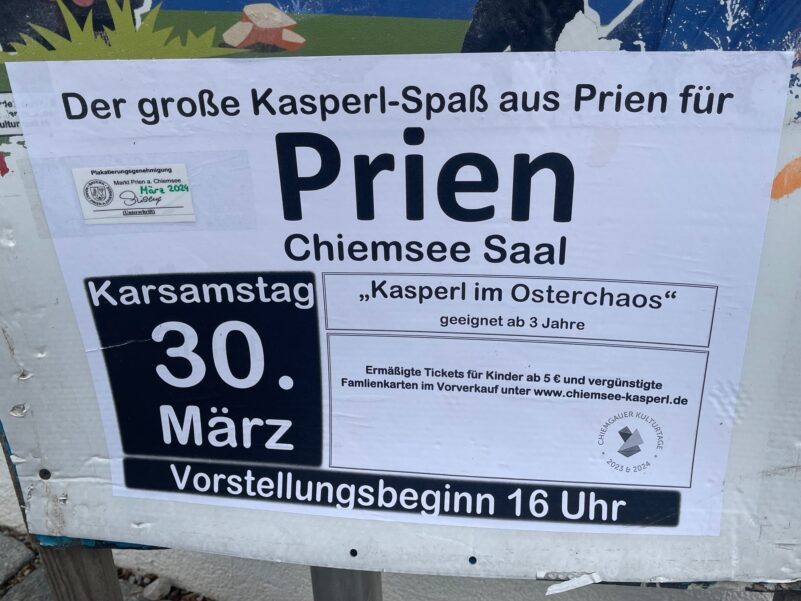 Der große Kasperl-Spaß aus Prien für
Prien
Chiemsee Saal
Plakatierungsgenehmigung
Markt Prien a. Chiemsee
März 2024
(Unterschrift)
Karsamstag
30.
März
„Kasperl im Osterchaos“
geeignet ab 3 Jahre
Ermäßigte Tickets für Kinder ab 5 € und vergünstigte
Famlienkarten im Vorverkauf unter www.chiemsee-kasperl.de
CHIEMGAUER KULTURTAGE
• 2023 & 2024 •
Vorstellungsbeginn 16 Uhr